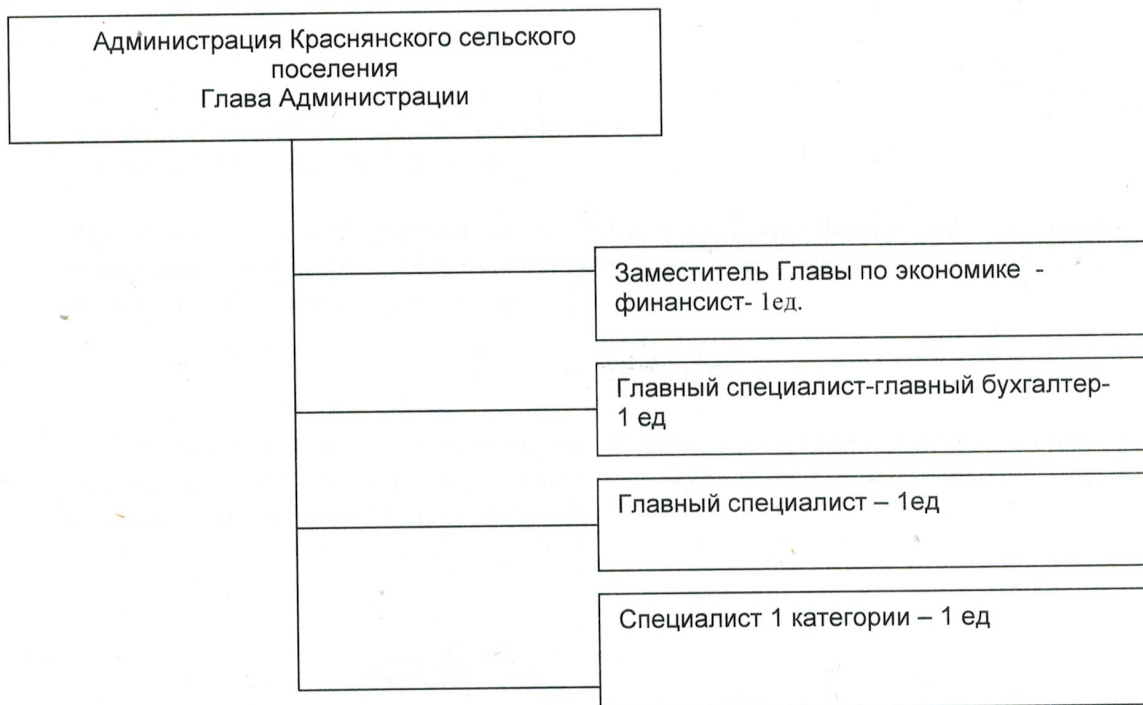 Администрация Краснянского сельского
поселения
Глава Администрации
Заместитель Главы по экономике -
финансист- 1ед.
Главный специалист-главный бухгалтер-
1 ед
Главный специалист – 1ед
Специалист 1 категории – 1 ед